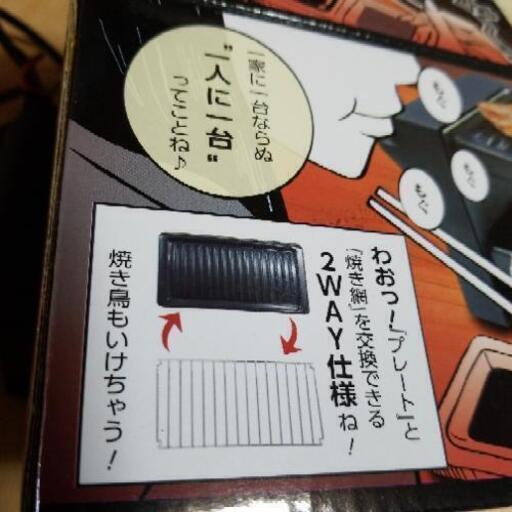 一家に一台ならぬ
"一人に一台"
ってことね♪
もぐ
もぐ
もぐ
わおっ!『プレート』と
『焼き網』を交換できる
2WAY仕様ね!
焼き鳥もいけちゃう!